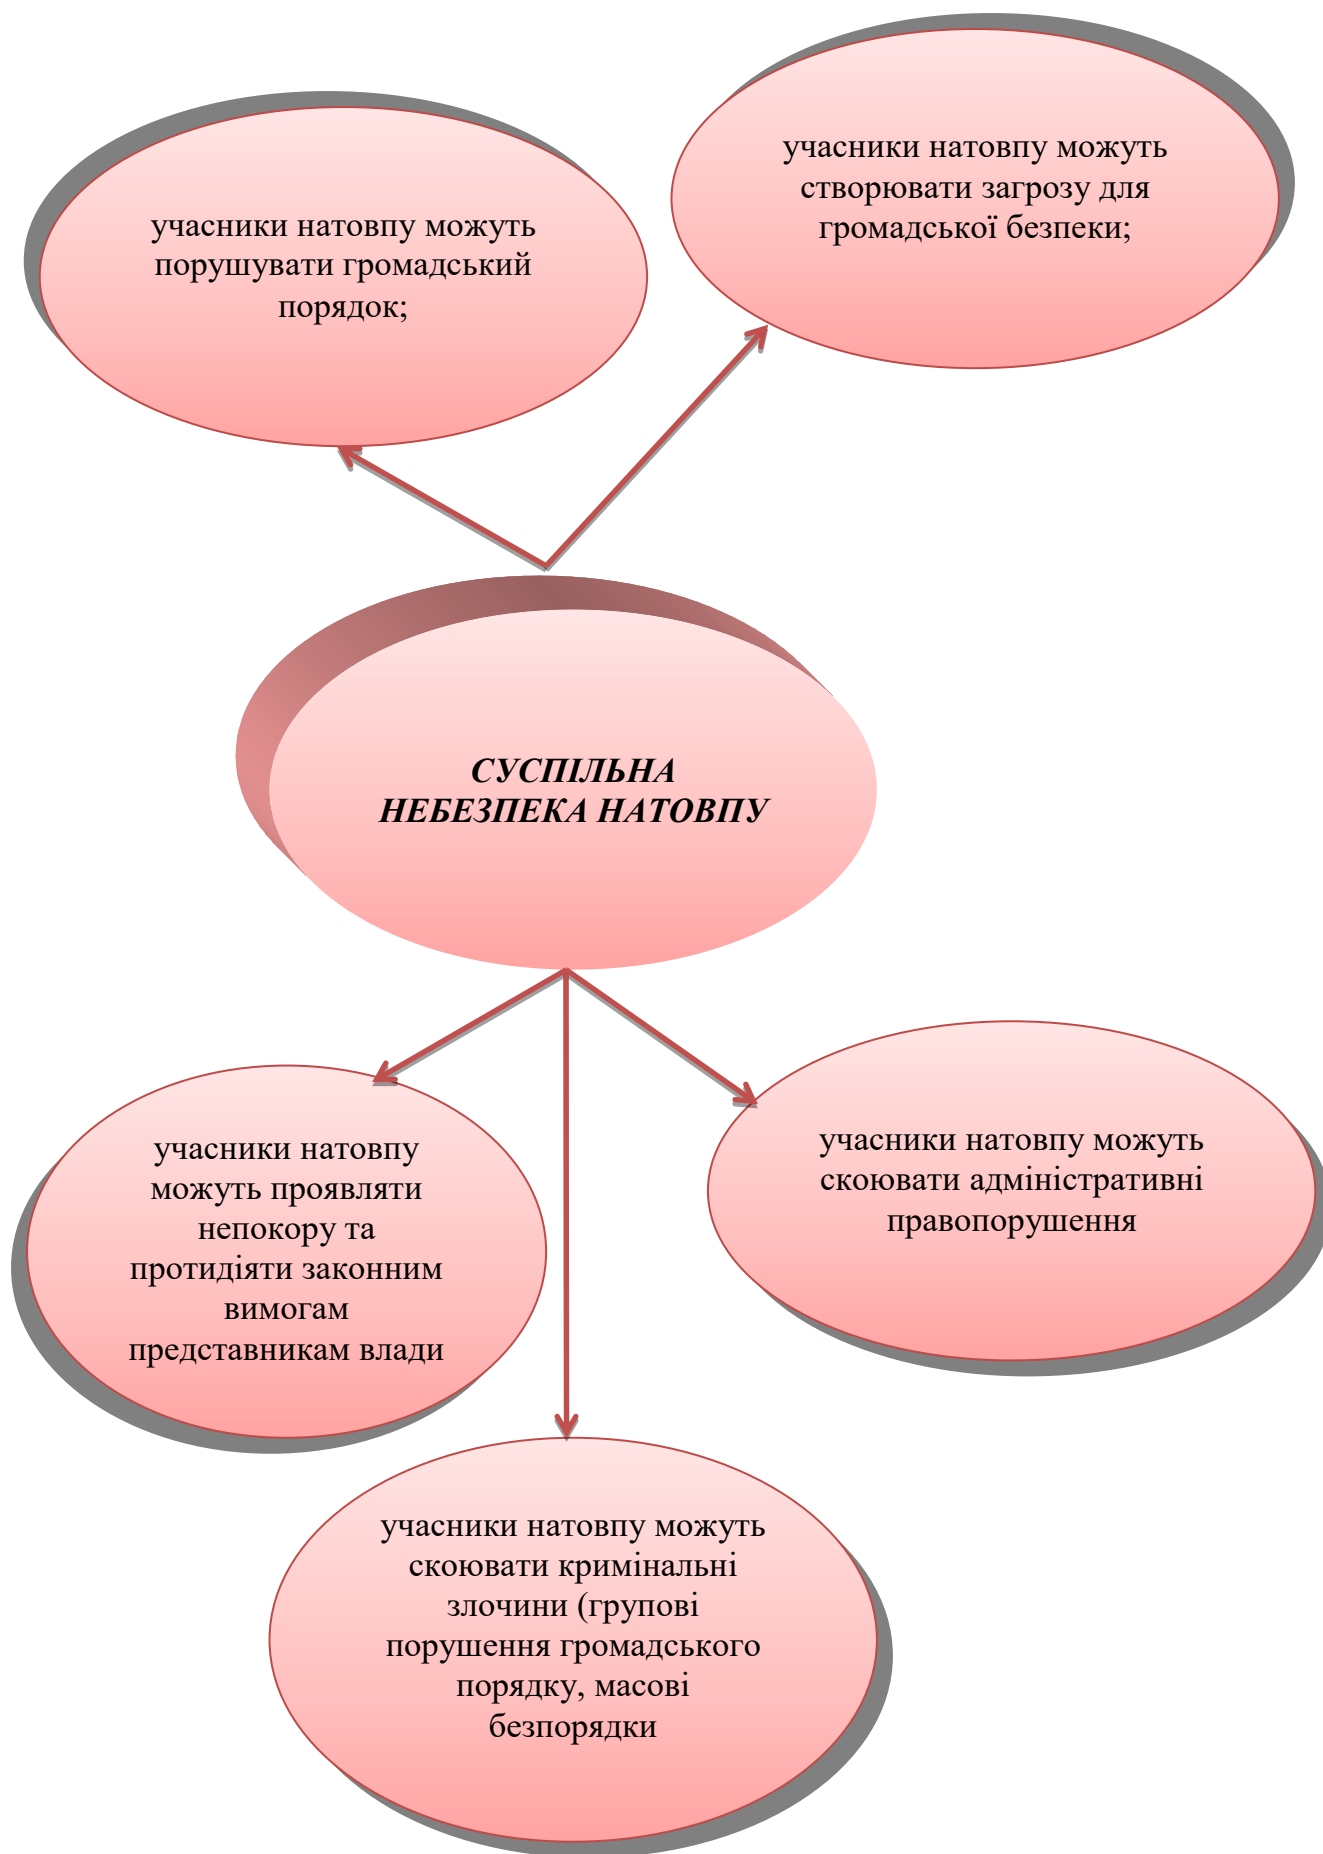 учасники натовпу можуть
порушувати громадський
порядок;
учасники натовпу можуть
створювати загрозу для
громадської безпеки;
СУСПІЛЬНА
НЕБЕЗПЕКА НАТОВПУ
учасники натовпу
можуть проявляти
непокору та
протидіяти законним
вимогам
представникам влади
учасники натовпу можуть
скоювати адміністративні
правопорушення
учасники натовпу можуть
скоювати кримінальні
злочини (групові
порушення громадського
порядку, масові
безпорядки